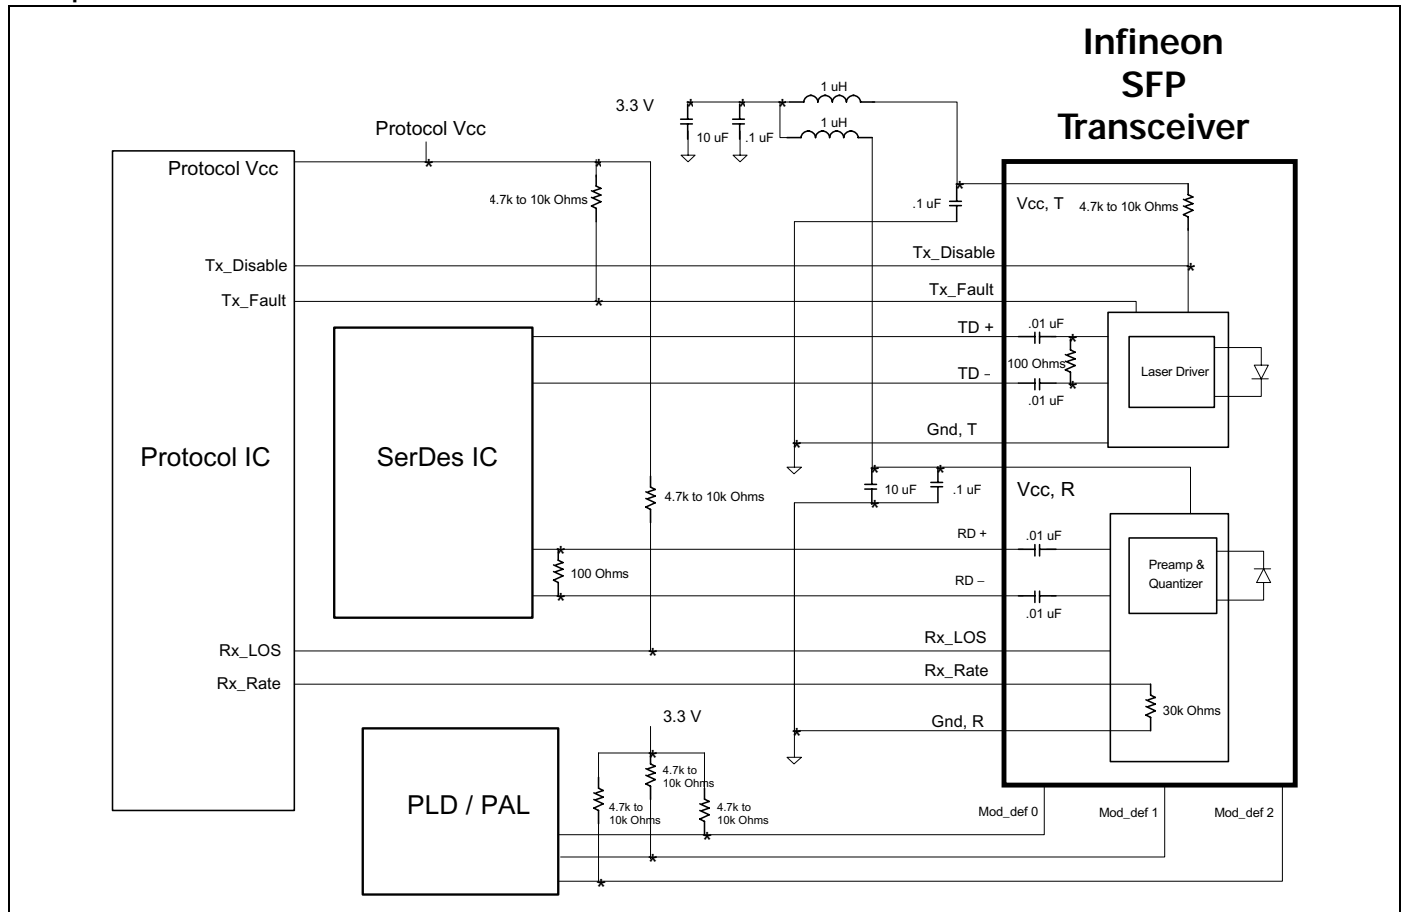 Infineon
SFP
Transceiver
1 uH
3.3 V
1 uH
10 uF
.1 uF
Protocol Vcc
Protocol Vcc
4.7k to 10k Ohms
.1 uF
Vcc, T
4.7k to 10k Ohms
Tx_Disable
Tx_Disable
Tx_Fault
Tx_Fault
TD +
.01 uF
100 Ohms
Laser Driver
TD –
.01 uF
Gnd, T
Protocol IC
SerDes IC
4.7k to 10k Ohms
10 uF
.1 uF
Vcc, R
RD +
.01 uF
100 Ohms
Preamp &
Quantizer
RD –
.01 uF
Rx_LOS
Rx_LOS
Rx_Rate
Rx_Rate
30k Ohms
3.3 V
Gnd, R
4.7k to
10k Ohms
PLD / PAL
4.7k to
10k Ohms
4.7k to
10k Ohms
Mod_def 0
Mod_def 1
Mod_def 2